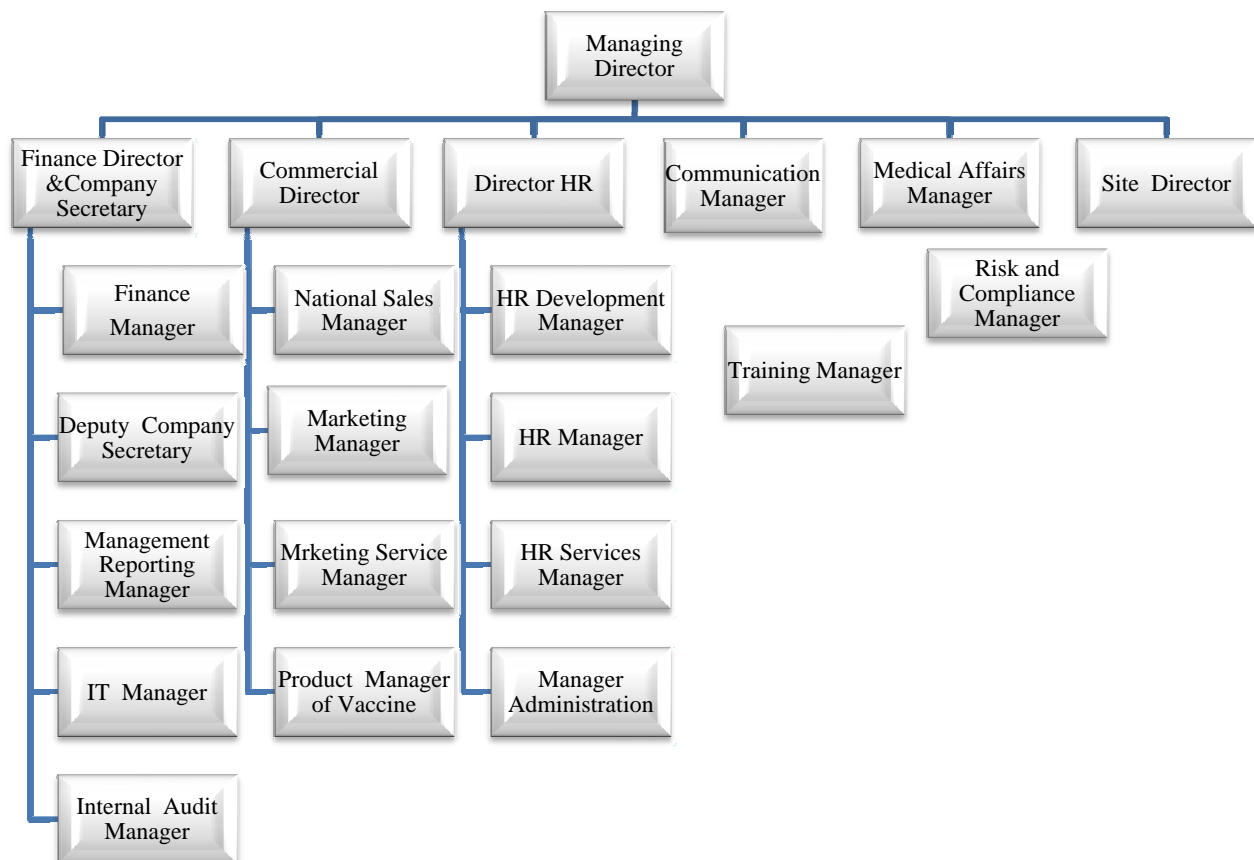 Managing
Director
Finance Director
&Company
Secretary
Commercial
Director
Director HR
Communication
Manager
Medical Affairs
Manager
Site Director
Finance
Manager
Deputy Company
Secretary
Management
Reporting
Manager
IT Manager
Internal Audit
Manager
National Sales
Manager
Marketing
Manager
Mrketing Service
Manager
Product Manager
of Vaccine
HR Development
Manager
HR Manager
HR Services
Manager
Manager
Administration
Training Manager
Risk and
Compliance
Manager